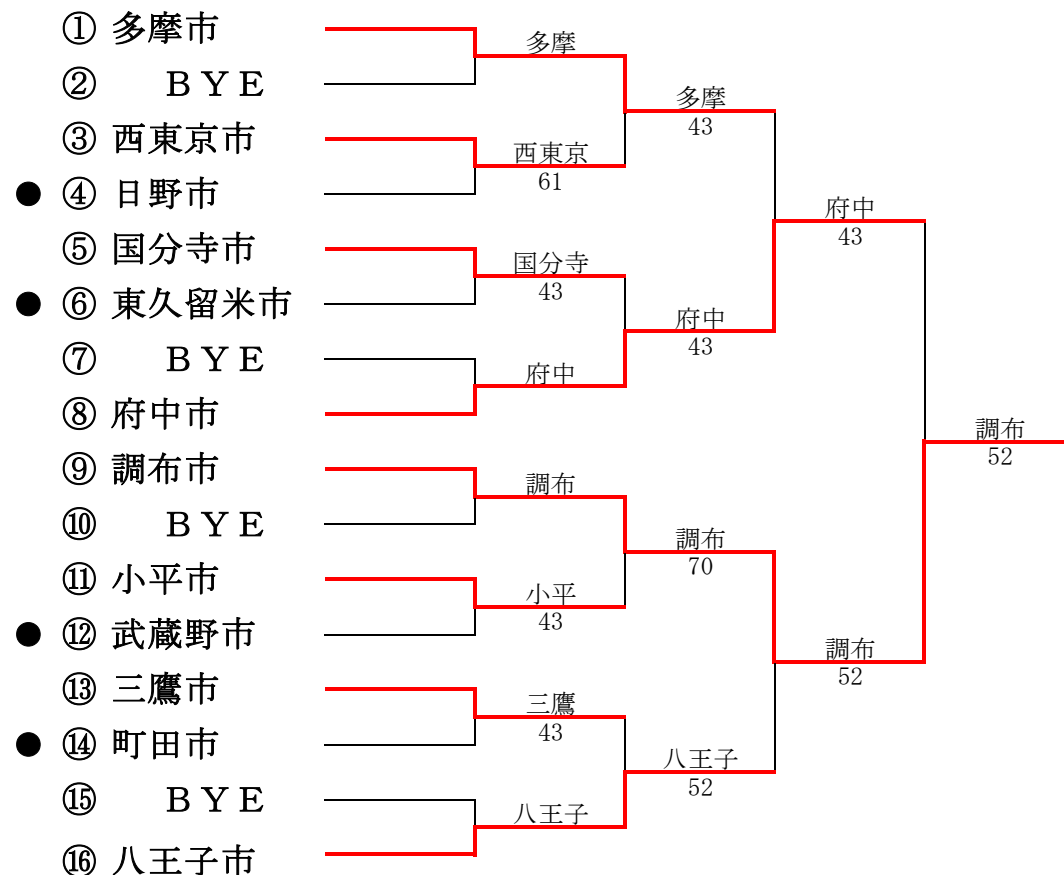 ① 多摩市
② ＢＹＥ
③ 西東京市
● ④ 日野市
⑤ 国分寺市
● ⑥ 東久留米市
⑦ ＢＹＥ
⑧ 府中市
⑨ 調布市
⑩ ＢＹＥ
⑪ 小平市
● ⑫ 武蔵野市
⑬ 三鷹市
● ⑭ 町田市
⑮ ＢＹＥ
⑯ 八王子市
多摩
西東京
61
国分寺
43
府中
調布
小平
43
三鷹
43
八王子
多摩
43
府中
43
調布
70
八王子
52
府中
43
調布
52
調布
52